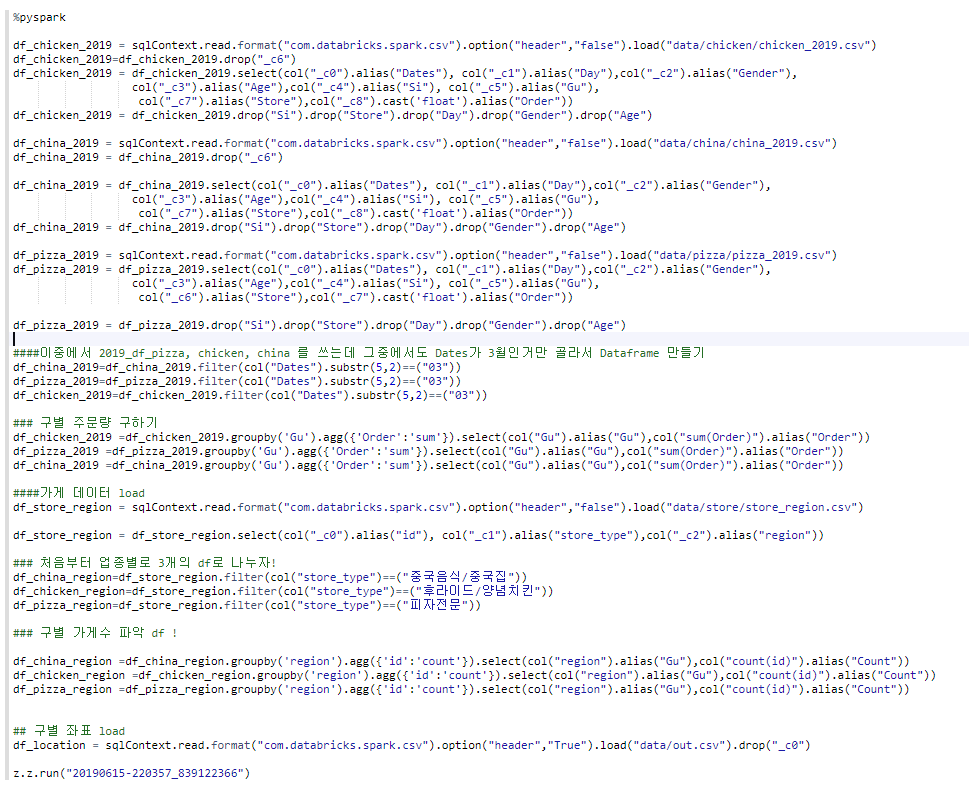 %pyspark
df_chicken_2019 = sqlContext.read.format("com.databricks.spark.csv").option("header","false").load("data/chicken/chicken_2019.csv")
df_chicken_2019=df_chicken_2019.drop("_c6")
df_chicken_2019 = df_chicken_2019.select(col("_c0").alias("Dates"), col("_c1").alias("Day"),col("_c2").alias("Gender"),
col("_c3").alias("Age"),col("_c4").alias("Si"), col("_c5").alias("Gu"),
col("_c7").alias("Store"),col("_c8").cast('float').alias("Order"))
df_chicken_2019 = df_chicken_2019.drop("Si").drop("Store").drop("Day").drop("Gender").drop("Age")
df_china_2019 = sqlContext.read.format("com.databricks.spark.csv").option("header","false").load("data/china/china_2019.csv")
df_china_2019 = df_china_2019.drop("_c6")
df_china_2019 = df_china_2019.select(col("_c0").alias("Dates"), col("_c1").alias("Day"),col("_c2").alias("Gender"),
col("_c3").alias("Age"),col("_c4").alias("Si"), col("_c5").alias("Gu"),
col("_c7").alias("Store"),col("_c8").cast('float').alias("Order"))
df_china_2019 = df_china_2019.drop("Si").drop("Store").drop("Day").drop("Gender").drop("Age")
df_pizza_2019 = sqlContext.read.format("com.databricks.spark.csv").option("header","false").load("data/pizza/pizza_2019.csv")
df_pizza_2019 = df_pizza_2019.select(col("_c0").alias("Dates"), col("_c1").alias("Day"),col("_c2").alias("Gender"),
col("_c3").alias("Age"),col("_c4").alias("Si"), col("_c5").alias("Gu"),
col("_c6").alias("Store"),col("_c7").cast('float').alias("Order"))
df_pizza_2019 = df_pizza_2019.drop("Si").drop("Store").drop("Day").drop("Gender").drop("Age")
####이중에서 2019_df_pizza, chicken, china 를 쓰는데 그중에서도 Dates가 3월인거만 골라서 Dataframe 만들기
df_china_2019=df_china_2019.filter(col("Dates").substr(5,2)==("03"))
df_pizza_2019=df_pizza_2019.filter(col("Dates").substr(5,2)==("03"))
df_chicken_2019=df_chicken_2019.filter(col("Dates").substr(5,2)==("03"))
### 구별 주문량 구하기
df_chicken_2019 =df_chicken_2019.groupby('Gu').agg({'Order':'sum'}).select(col("Gu").alias("Gu"),col("sum(Order)").alias("Order"))
df_pizza_2019 =df_pizza_2019.groupby('Gu').agg({'Order':'sum'}).select(col("Gu").alias("Gu"),col("sum(Order)").alias("Order"))
df_china_2019 =df_china_2019.groupby('Gu').agg({'Order':'sum'}).select(col("Gu").alias("Gu"),col("sum(Order)").alias("Order"))
####가게 데이터 load
df_store_region = sqlContext.read.format("com.databricks.spark.csv").option("header","false").load("data/store/store_region.csv")
df_store_region = df_store_region.select(col("_c0").alias("id"), col("_c1").alias("store_type"),col("_c2").alias("region"))
### 처음부터 업종별로 3개의 df로 나누자!
df_china_region=df_store_region.filter(col("store_type")==("중국음식/중국집"))
df_chicken_region=df_store_region.filter(col("store_type")==("후라이드/양념치킨"))
df_pizza_region=df_store_region.filter(col("store_type")==("피자전문"))
### 구별 가게수 파악 df !
df_china_region =df_china_region.groupby('region').agg({'id':'count'}).select(col("region").alias("Gu"),col("count(id)").alias("Count"))
df_chicken_region =df_chicken_region.groupby('region').agg({'id':'count'}).select(col("region").alias("Gu"),col("count(id)").alias("Count"))
df_pizza_region =df_pizza_region.groupby('region').agg({'id':'count'}).select(col("region").alias("Gu"),col("count(id)").alias("Count"))
## 구별 좌표 load
df_location = sqlContext.read.format("com.databricks.spark.csv").option("header","True").load("data/out.csv").drop("_c0")
z.z.run("20190615-220357_839122366")